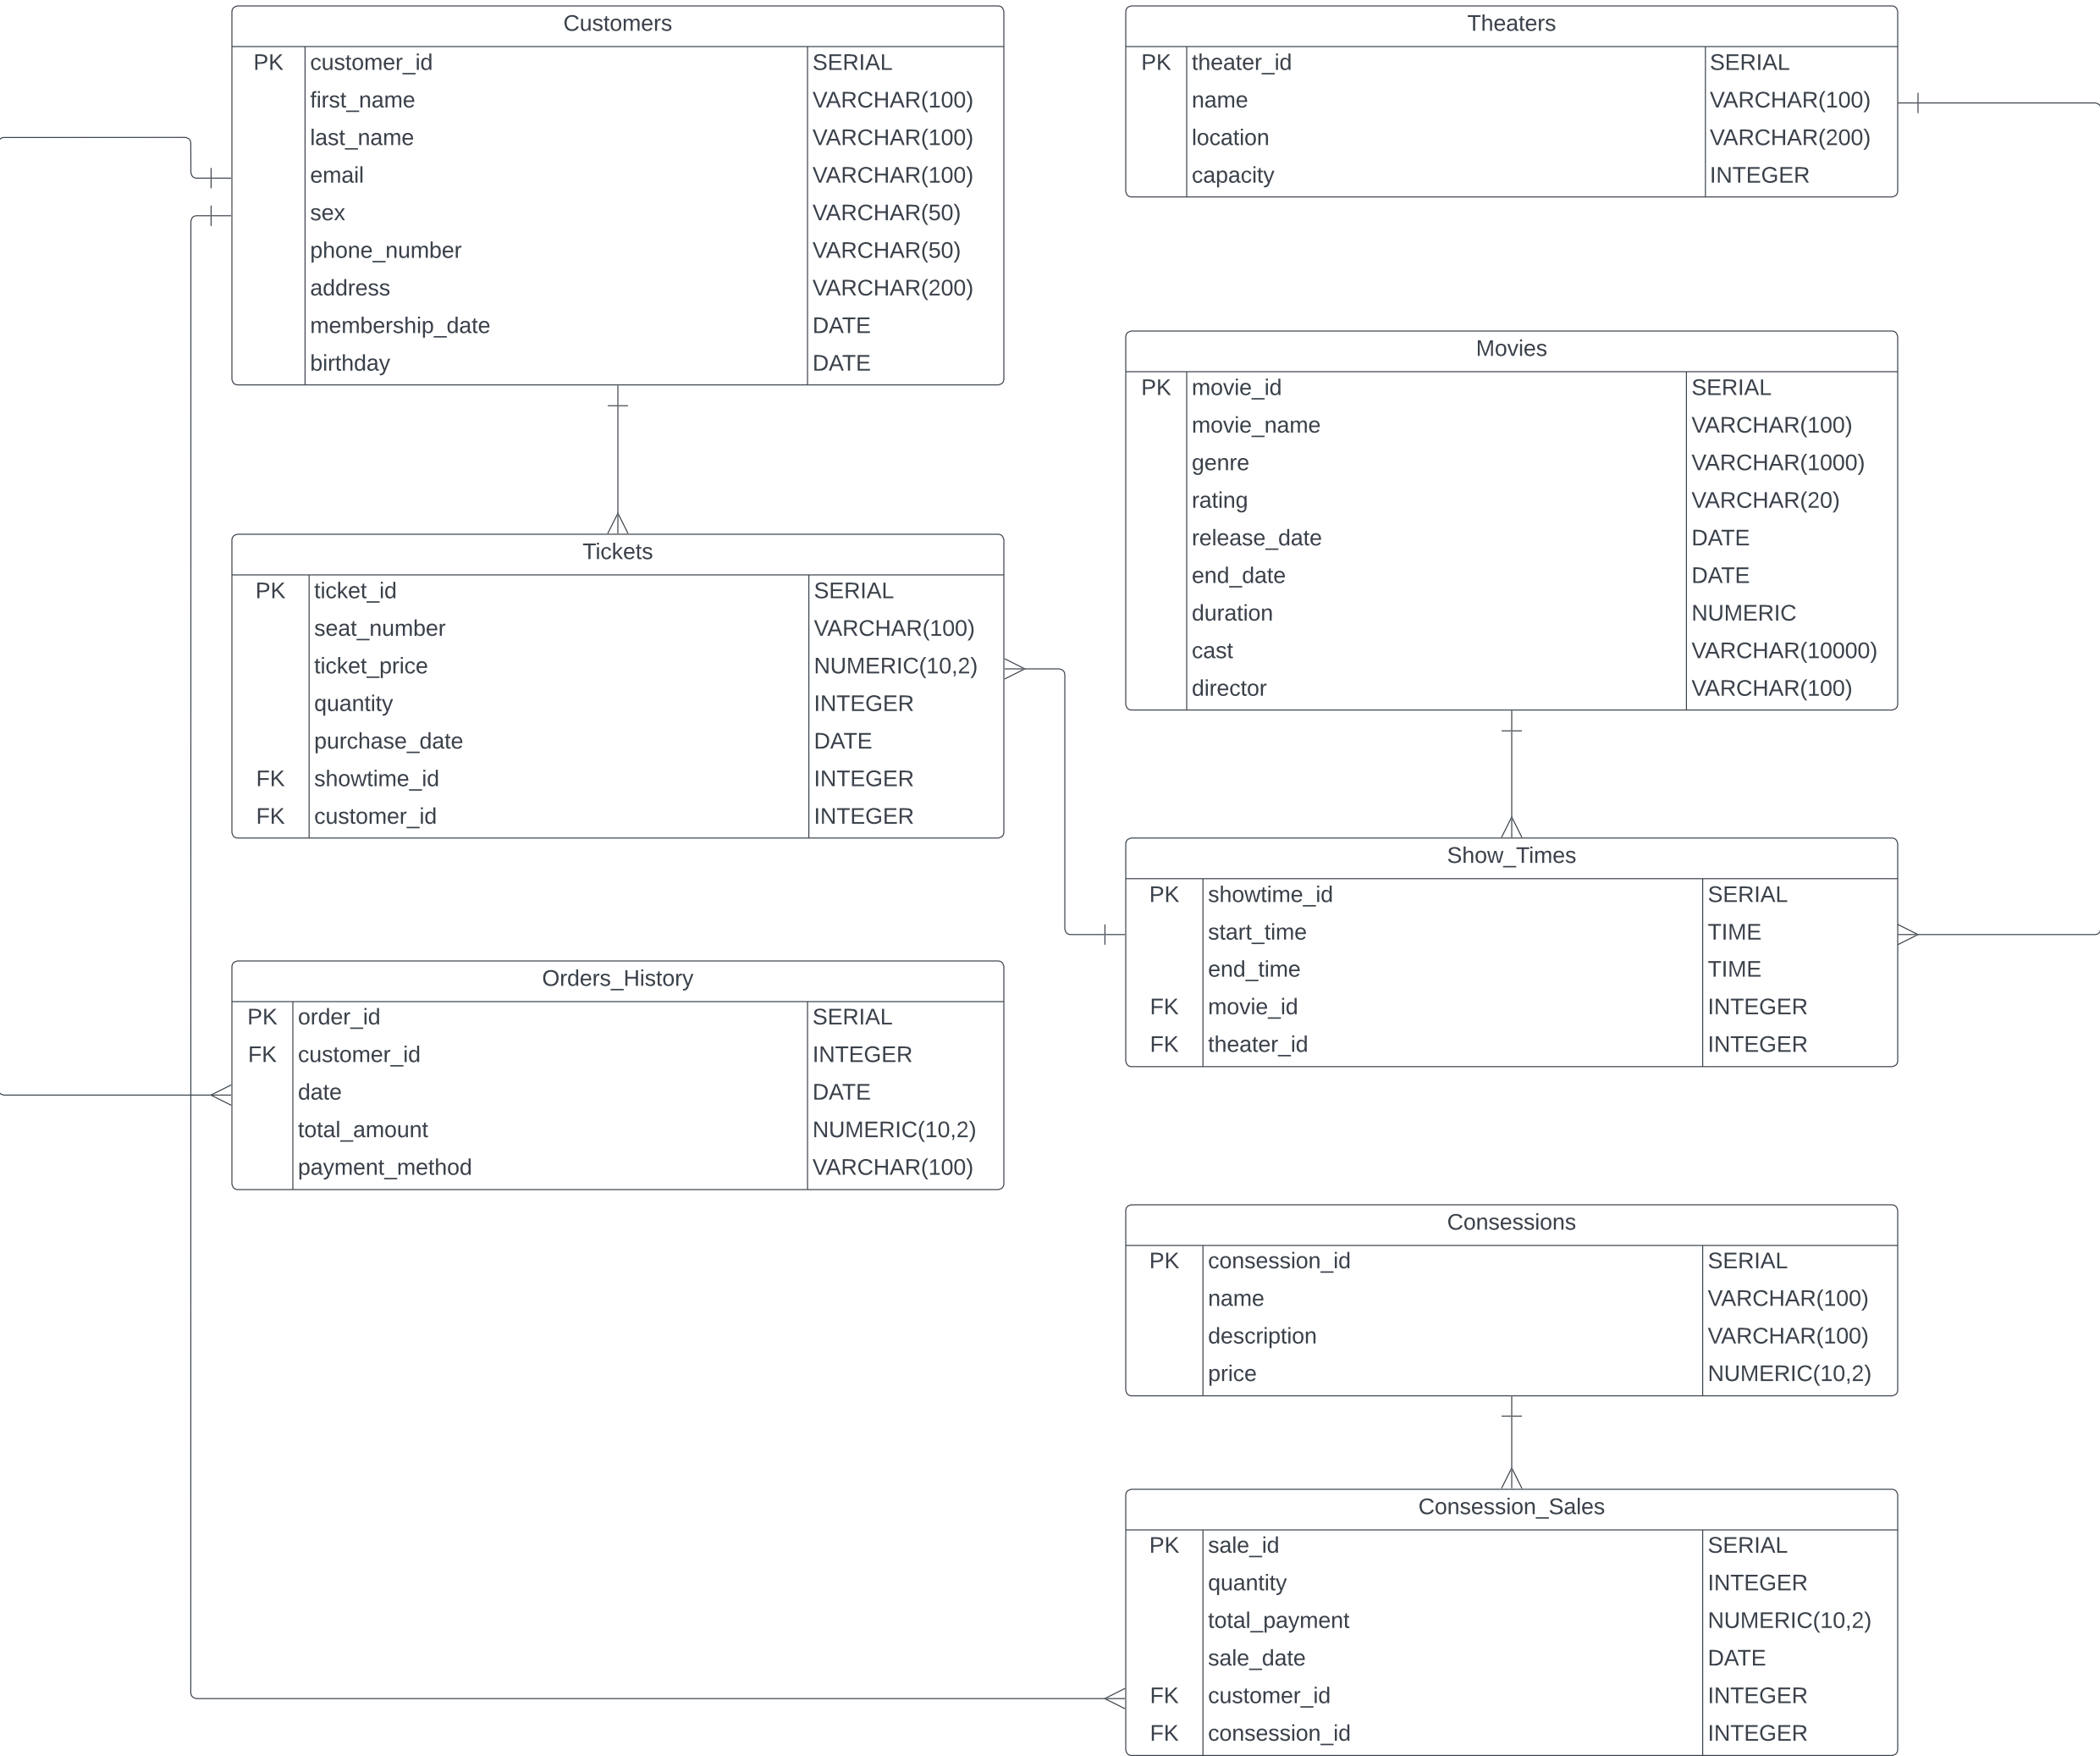 Customers
PK customer_id SERIAL
first_name VARCHAR(100)
last_name VARCHAR(100)
email VARCHAR(100)
sex VARCHAR(50)
phone_number VARCHAR(50)
address VARCHAR(200)
membership_date DATE
birthday DATE
Tickets
PK ticket_id SERIAL
seat_number VARCHAR(100)
ticket_price NUMERIC(10,2)
quantity INTEGER
purchase_date DATE
FK showtime_id INTEGER
FK customer_id INTEGER
Orders_History
PK order_id SERIAL
FK customer_id INTEGER
date DATE
total_amount NUMERIC(10,2)
payment_method VARCHAR(100)
Theaters
PK theater_id SERIAL
name VARCHAR(100)
location VARCHAR(200)
capacity INTEGER
Movies
PK movie_id SERIAL
movie_name VARCHAR(100)
genre VARCHAR(1000)
rating VARCHAR(20)
release_date DATE
end_date DATE
duration NUMERIC
cast VARCHAR(10000)
director VARCHAR(100)
Show_Times
PK showtime_id SERIAL
start_time TIME
end_time TIME
FK movie_id INTEGER
FK theater_id INTEGER
Consessions
PK consession_id SERIAL
name VARCHAR(100)
description VARCHAR(100)
price NUMERIC(10,2)
Consession_Sales
PK sale_id SERIAL
quantity INTEGER
total_payment NUMERIC(10,2)
sale_date DATE
FK customer_id INTEGER
FK consession_id INTEGER